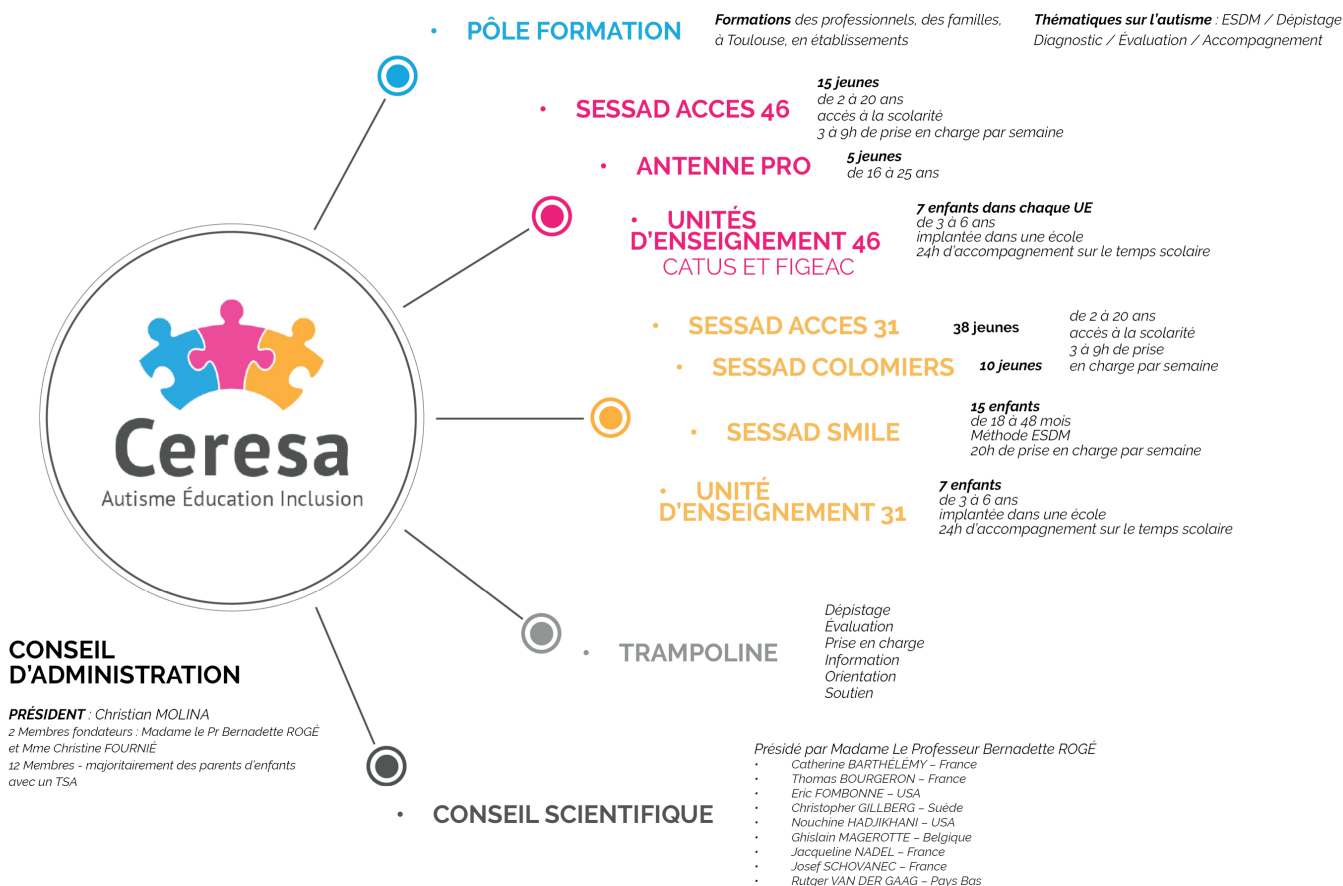 PÔLE FORMATION
Formations des professionnels, des familles,
à Toulouse, en établissements
Thématiques sur l'autisme : ESDM / Dépistage
Diagnostic / Évaluation / Accompagnement
SESSAD ACCES 46
15 jeunes
de 2 à 20 ans
accès à la scolarité
3 à 9h de prise en charge par semaine
ANTENNE PRO
5 jeunes
de 16 à 25 ans
UNITÉS
D'ENSEIGNEMENT 46
CATUS ET FIGEAC
7 enfants dans chaque UE
de 3 à 6 ans
implantée dans une école
24h d'accompagnement sur le temps scolaire
SESSAD ACCES 31
38 jeunes
SESSAD COLOMIERS
10 jeunes
de 2 à 20 ans
accès à la scolarité
3 à 9h de prise
en charge par semaine
SESSAD SMILE
15 enfants
de 18 à 48 mois
Méthode ESDM
20h de prise en charge par semaine
UNITÉ
D'ENSEIGNEMENT 31
7 enfants
de 3 à 6 ans
implantée dans une école
24h d'accompagnement sur le temps scolaire
Ceresa
Autisme Éducation Inclusion
TRAMPOLINE
Dépistage
Évaluation
Prise en charge
Information
Orientation
Soutien
CONSEIL
D'ADMINISTRATION
PRÉSIDENT : Christian MOLINA
2 Membres fondateurs : Madame le Pr Bernadette ROGÉ
et Mme Christine FOURNIÉ
12 Membres - majoritairement des parents d'enfants
avec un TSA
CONSEIL SCIENTIFIQUE
Présidé par Madame Le Professeur Bernadette ROGÉ
• Catherine BARTHÉLÉMY – France
• Thomas BOURGERON – France
• Eric FOMBONNE – USA
• Christopher GILLBERG – Suède
• Nouchine HADJIKHANI – USA
• Ghislain MAGEROTTE – Belgique
• Jacqueline NADEL – France
• Josef SCHOVANEC – France
• Rutger VAN DER GAAG – Pays Bas